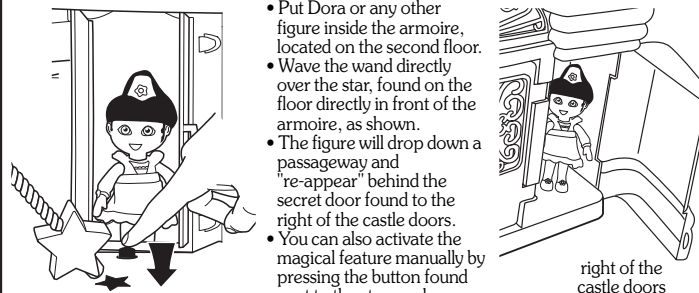 • Put Dora or any other
figure inside the armoire,
located on the second floor.
• Wave the wand directly
over the star, found on the
floor directly in front of the
armoire, as shown.
• The figure will drop down a
passageway and
"re-appear" behind the
secret door found to the
right of the castle doors.
• You can also activate the
magical feature manually by
pressing the button found
right of the
castle doors